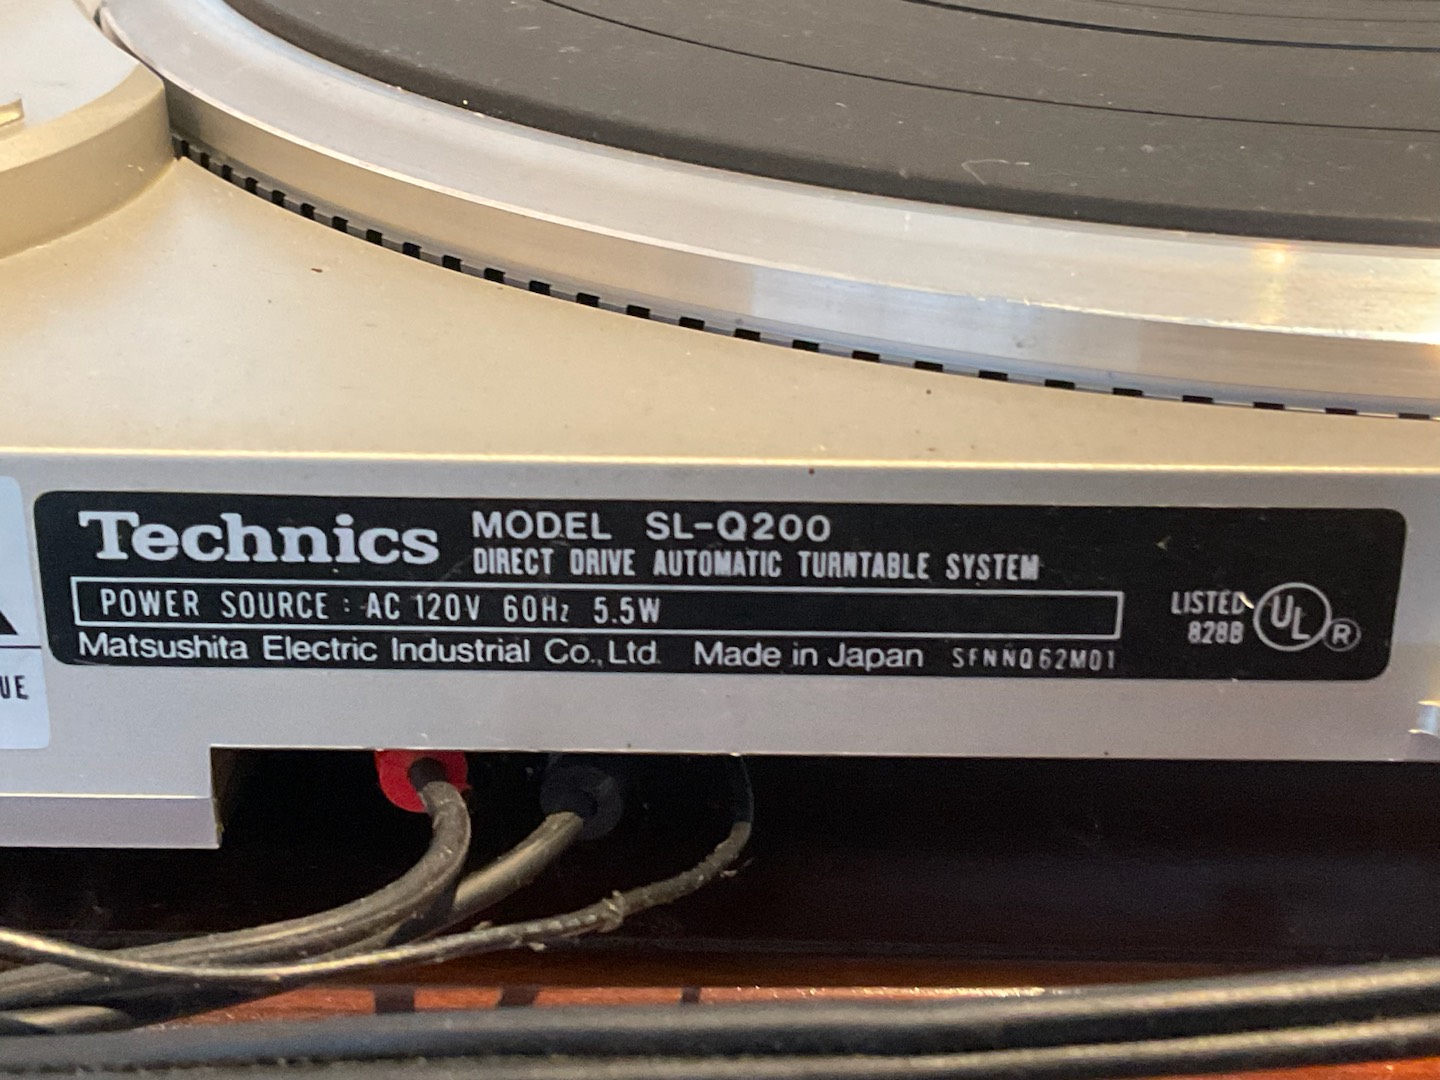 Technics MODEL SL-Q200
DIRECT DRIVE AUTOMATIC TURNTABLE SYSTEM
POWER SOURCE : AC 120V 60Hz 5.5W
Matsushita Electric Industrial Co., Ltd. Made in Japan SFNNQ62M01
LISTED UL ®
828B
UE